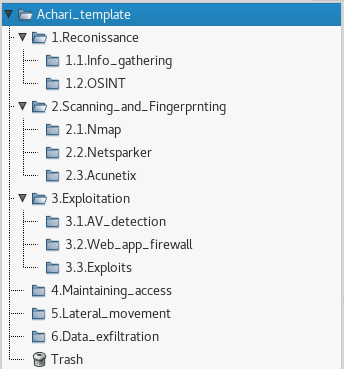 Achari_template
1.Reconissance
1.1.Info_gathering
1.2.OSINT
2.Scanning_and_Fingerprnting
2.1.Nmap
2.2.Netsparker
2.3.Acunetix
3.Exploitation
3.1.AV_detection
3.2.Web_app_firewall
3.3.Exploits
4.Maintaining_access
5.Lateral_movement
6.Data_exfiltration
Trash